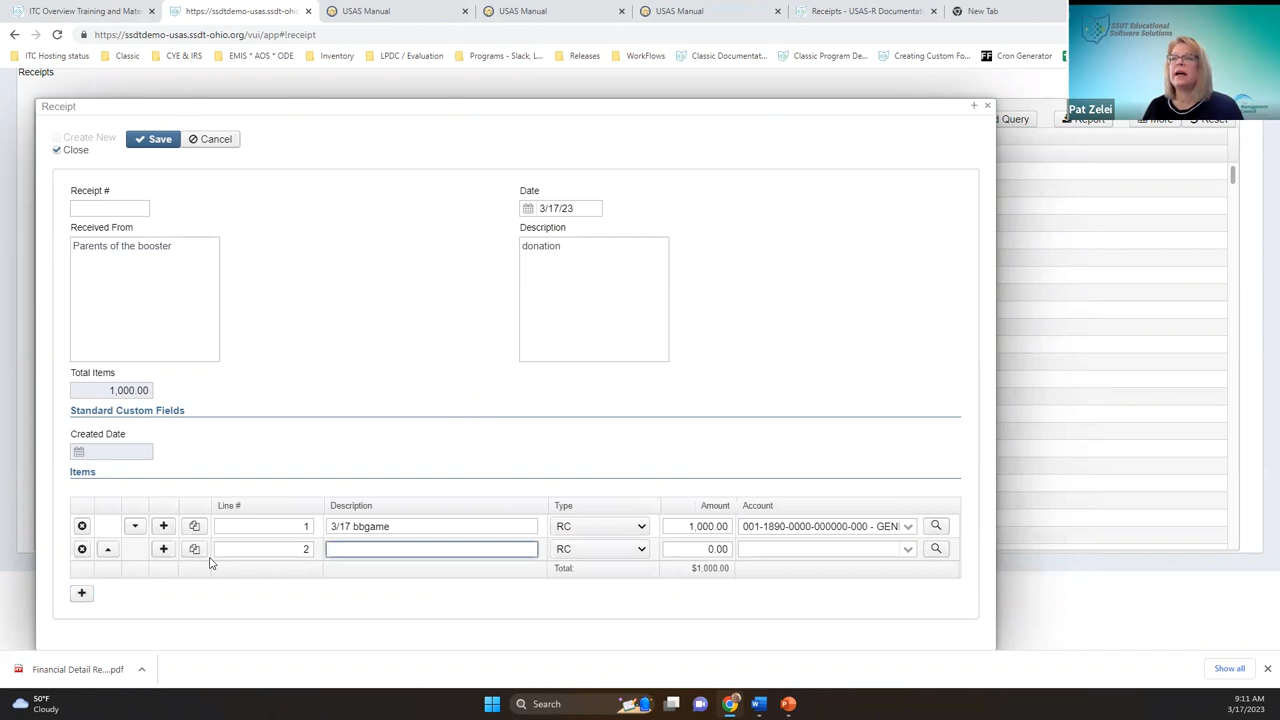 ITC Overview Training and Mate
https://ssdtdemo-usas.ssdt-ohio
USAS Manual
USAS Manual
USAS Manual
Receipts - USAS-R Documentat
New Tab
https://ssdtdemo-usas.ssdt-ohio.org/vui/app#!receipt
ITC Hosting status
Classic
CYE & IRS
EMIS * AOS * ODE
Inventory
LPDC / Evaluation
Programs - Slack, L...
Releases
WorkFlows
Classic Documentati...
Classic Program De...
Creating Custom Fo...
FF Cron Generator
SSDT Educational
Software Solutions
Pat Zelei
Receipts
Receipt
d Query
Report
More
Reset
Create New
Close
Save
Cancel
Receipt #
Date
3/17/23
Received From
Description
Parents of the booster
donation
Total Items
1,000.00
Standard Custom Fields
Created Date
Items
Line # Description Type Amount Account
1 3/17 bbgame RC 1,000.00 001-1890-0000-000000-000 - GENI
2 RC 0.00
Total: $1,000.00
Financial Detail Re....pdf
Show all
50°F
Cloudy
Search
9:11 AM
3/17/2023